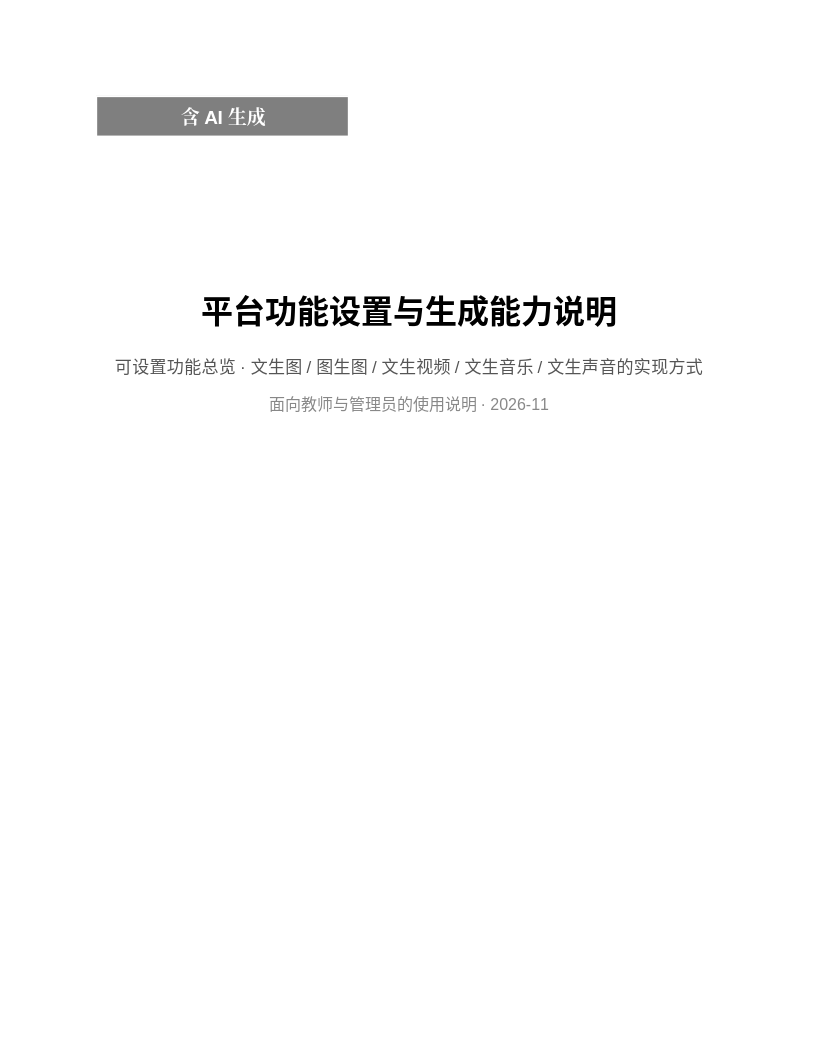 含 AI 生成
平台功能设置与生成能力说明
可设置功能总览 · 文生图 / 图生图 / 文生视频 / 文生音乐 / 文生声音的实现方式
面向教师与管理员的使用说明 · 2026-11